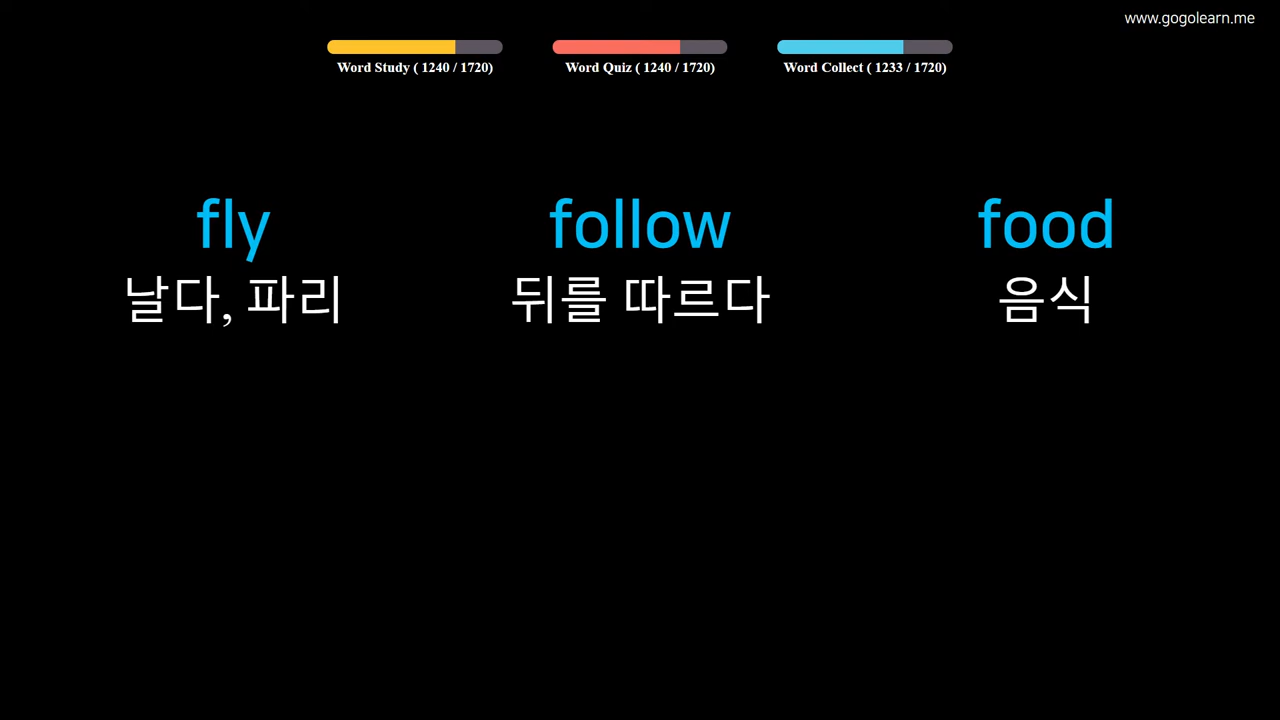 www.gogolearn.me
Word Study ( 1240 / 1720) Word Quiz ( 1240 / 1720) Word Collect ( 1233 / 1720)
fly follow food
날다, 파리 뒤를 따르다 음식